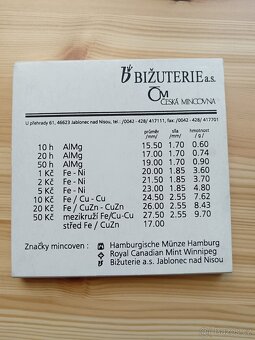 BIŽUTERIE a.s.
ČESKÁ MINCOVNA
U přehrady 61, 46623 Jablonec nad Nisou, tel.:/0042 - 428/ 417111, fax: /0042 - 428/ 417701
průměr /mm/ síla /mm/ hmotnost /g/
10 h AlMg 15.50 1.70 0.60
20 h AlMg 17.00 1.70 0.74
50 h AlMg 19.00 1.70 0.90
1 Kč Fe - Ni 20.00 1.85 3.60
2 Kč Fe - Ni 21.50 1.85 3.70
5 Kč Fe - Ni 23.00 1.85 4.80
10 Kč Fe / Cu - Cu 24.50 2.55 7.62
20 Kč Fe / CuZn - CuZn 26.00 2.55 8.43
50 Kč mezikruží Fe/Cu-Cu 27.50 2.55 9.70
střed Fe / CuZn 17.00
Značky mincoven : Hamburgische Münze Hamburg
Royal Canadian Mint Winnipeg
Bižuterie a.s. Jablonec nad Nisou